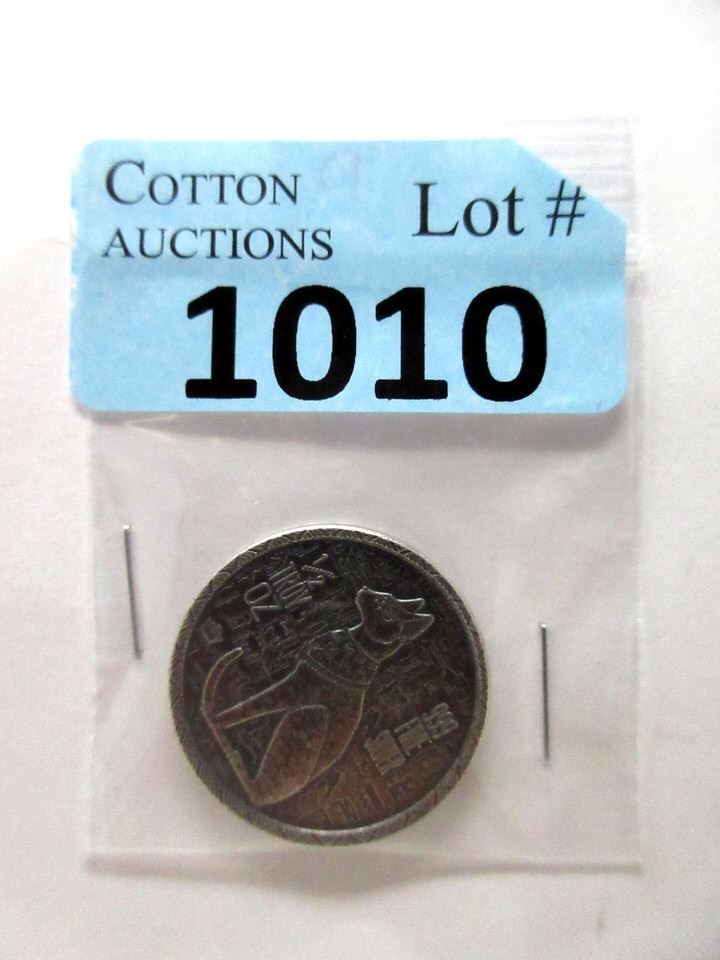 COTTON
AUCTIONS
Lot #
1010
1/2
TROY
OZ